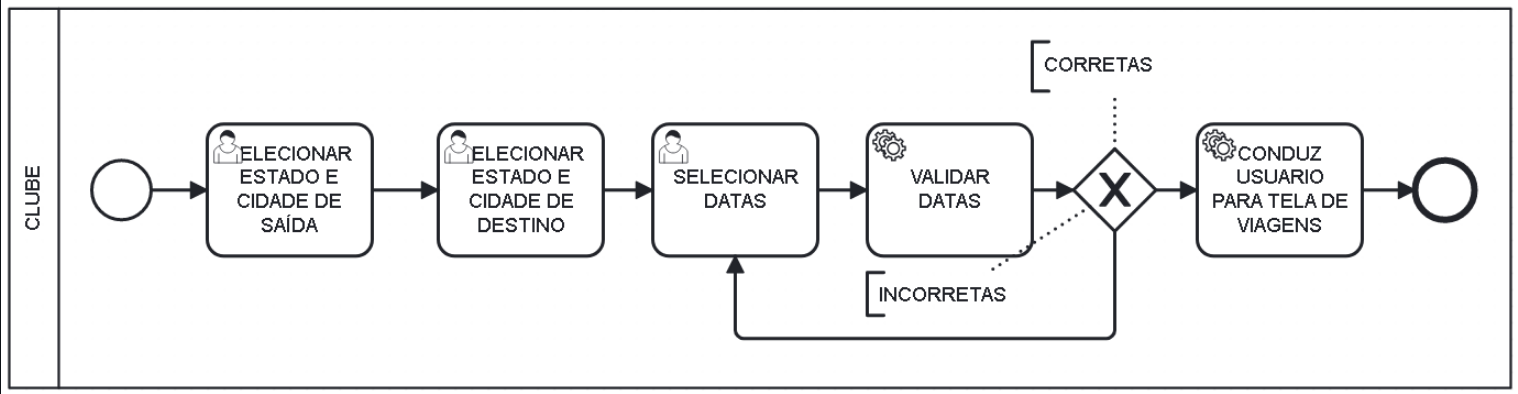 CLUBE
ELECIONAR
ESTADO E
CIDADE DE
SAÍDA
ELECIONAR
ESTADO E
CIDADE DE
DESTINO
SELECIONAR
DATAS
VALIDAR
DATAS
CORRETAS
INCORRETAS
X
CONDUZ
USUARIO
PARA TELA DE
VIAGENS